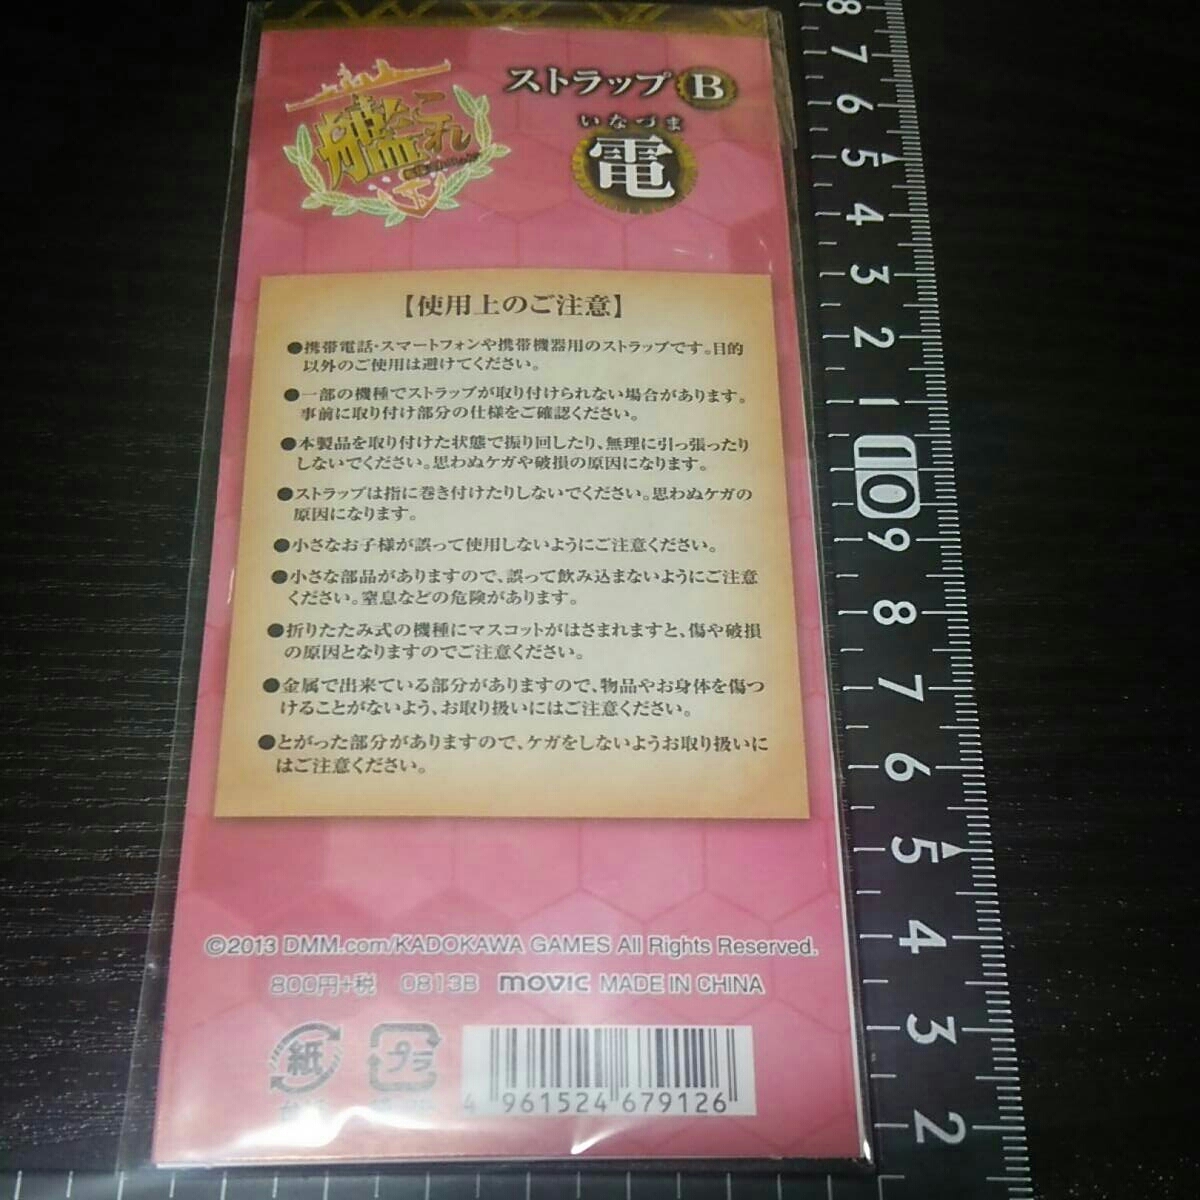 艦これ
ストラップ B
いなづま
電
【使用上のご注意】
●携帯電話・スマートフォンや携帯機器用のストラップです。目的
以外のご使用は避けてください。
●一部の機種でストラップが取り付けられない場合があります。
事前に取り付け部分の仕様をご確認ください。
●本製品を取り付けた状態で振り回したり、無理に引っ張ったり
しないでください。思わぬケガや破損の原因になります。
●ストラップは指に巻き付けたりしないでください。思わぬケガの
原因になります。
●小さなお子様が誤って使用しないようにご注意ください。
●小さな部品がありますので、誤って飲み込まないようにご注意
ください。窒息などの危険があります。
●折りたたみ式の機種にマスコットがはさまれますと、傷や破損
の原因となりますのでご注意ください。
●金属で出来ている部分がありますので、物品やお身体を傷つ
けることがないよう、お取り扱いにはご注意ください。
●とがった部分がありますので、ケガをしないようお取り扱いに
はご注意ください。
©2013 DMM.com/KADOKAWA GAMES All Rights Reserved.
800円+税 0813B movic MADE IN CHINA
紙 プラ
4 961524 679126
8
7
6
5
4
3
2
1
10
9
8
7
6
5
4
3
2